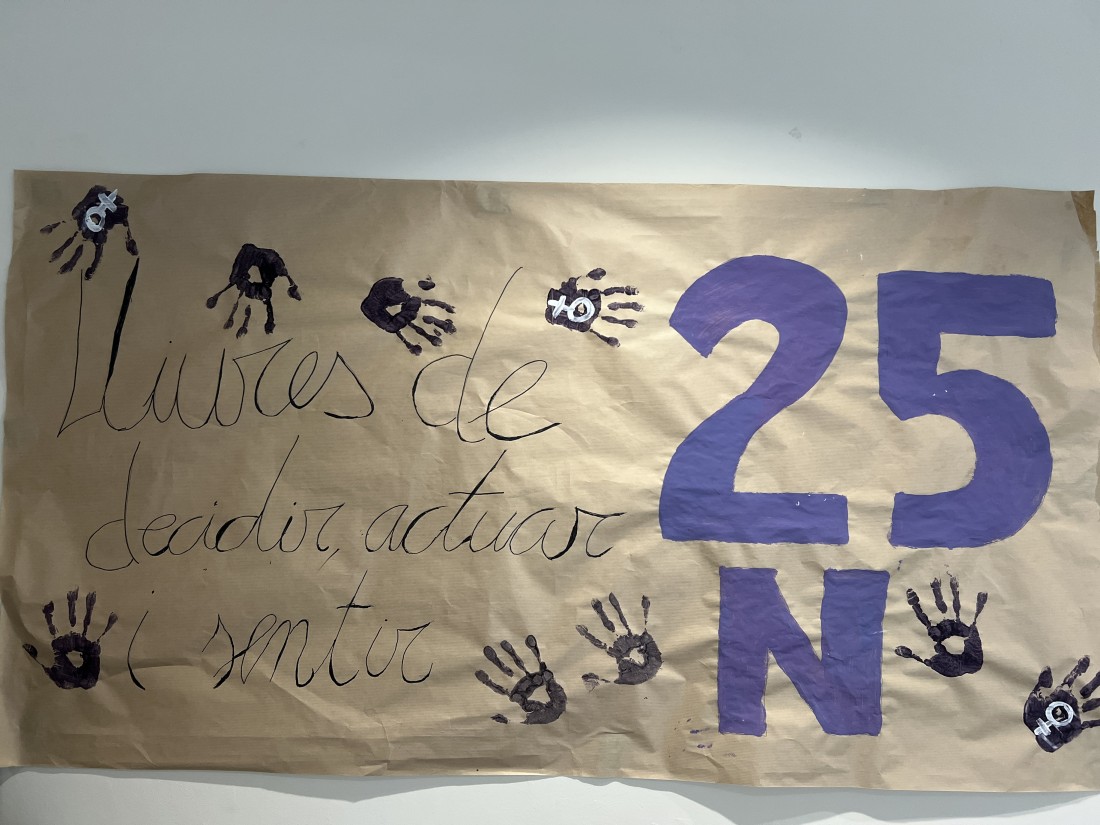 Lliures de
decidir, actuar
i sentir
25
N